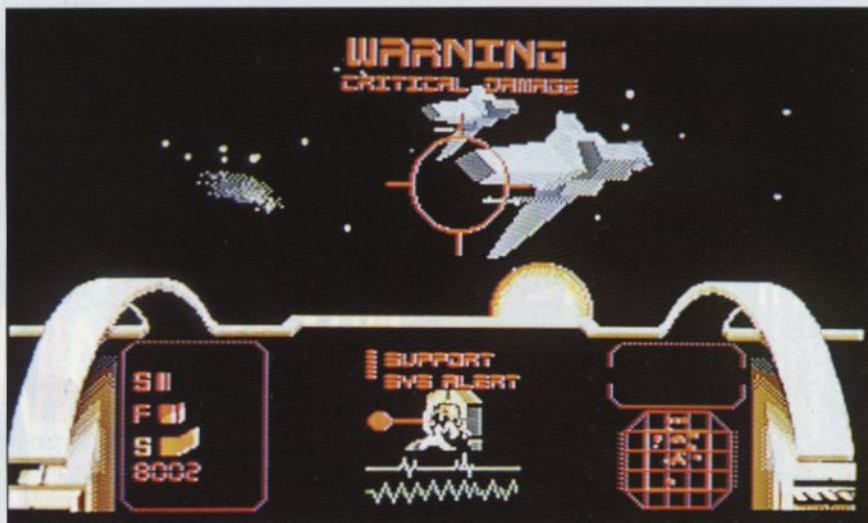 WARNING
CRITICAL DAMAGE
SUPPORT
SYS ALERT
S
F
S
8002